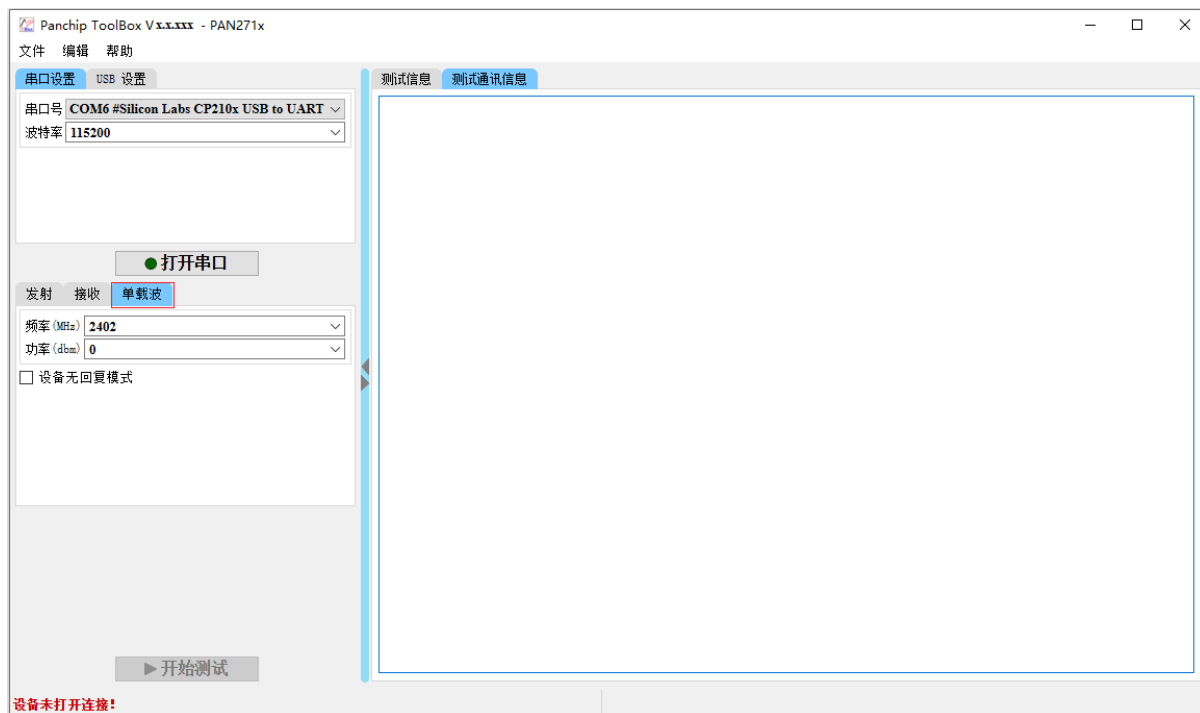 Panchip ToolBox V x.x.xxx - PAN271x
文件 编辑 帮助
串口设置 USB 设置
串口号 COM6 #Silicon Labs CP210x USB to UART
波特率 115200
打开串口
发射 接收 单载波
频率(MHz) 2402
功率(dbm) 0
设备无回复模式
开始测试
设备未打开连接!
测试信息 测试通讯信息